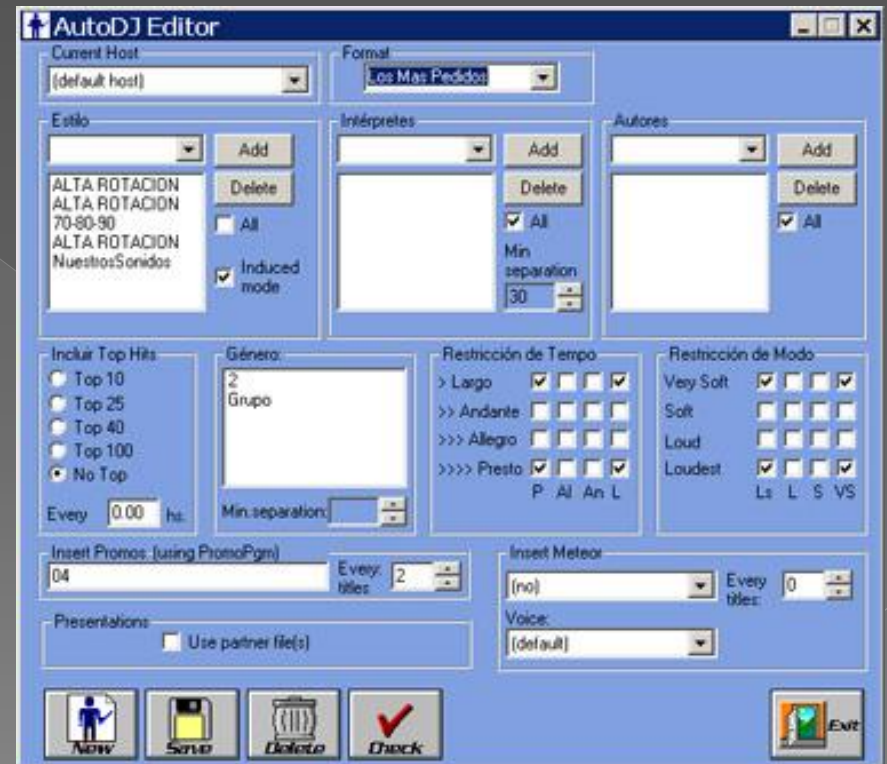 AutoDJ Editor
Current Host
(default host)
Format
Los Mas Pedidos
Estilo
Add
ALTA ROTACION
ALTA ROTACION
70-80-90
ALTA ROTACION
NuestrosSonidos
Delete
All
Induced
mode
Intérpretes
Add
Delete
All
Min
separation
30
Autores
Add
Delete
All
Incluir Top Hits
Top 10
Top 25
Top 40
Top 100
No Top
Every 0.00 hs.
Género:
2
Grupo
Min.separation:
Restricción de Tempo
> Largo
>> Andante
>>> Allegro
>>>> Presto
P Al An L
Restricción de Modo
Very Soft
Soft
Loud
Loudest
Ls L S VS
Insert Promos (using PromoPgm)
04
Every:
titles
2
Insert Meteor
(no)
Every
titles:
0
Voice:
(default)
Presentations
Use partner file(s)
New
Save
Delete
Check
Exit